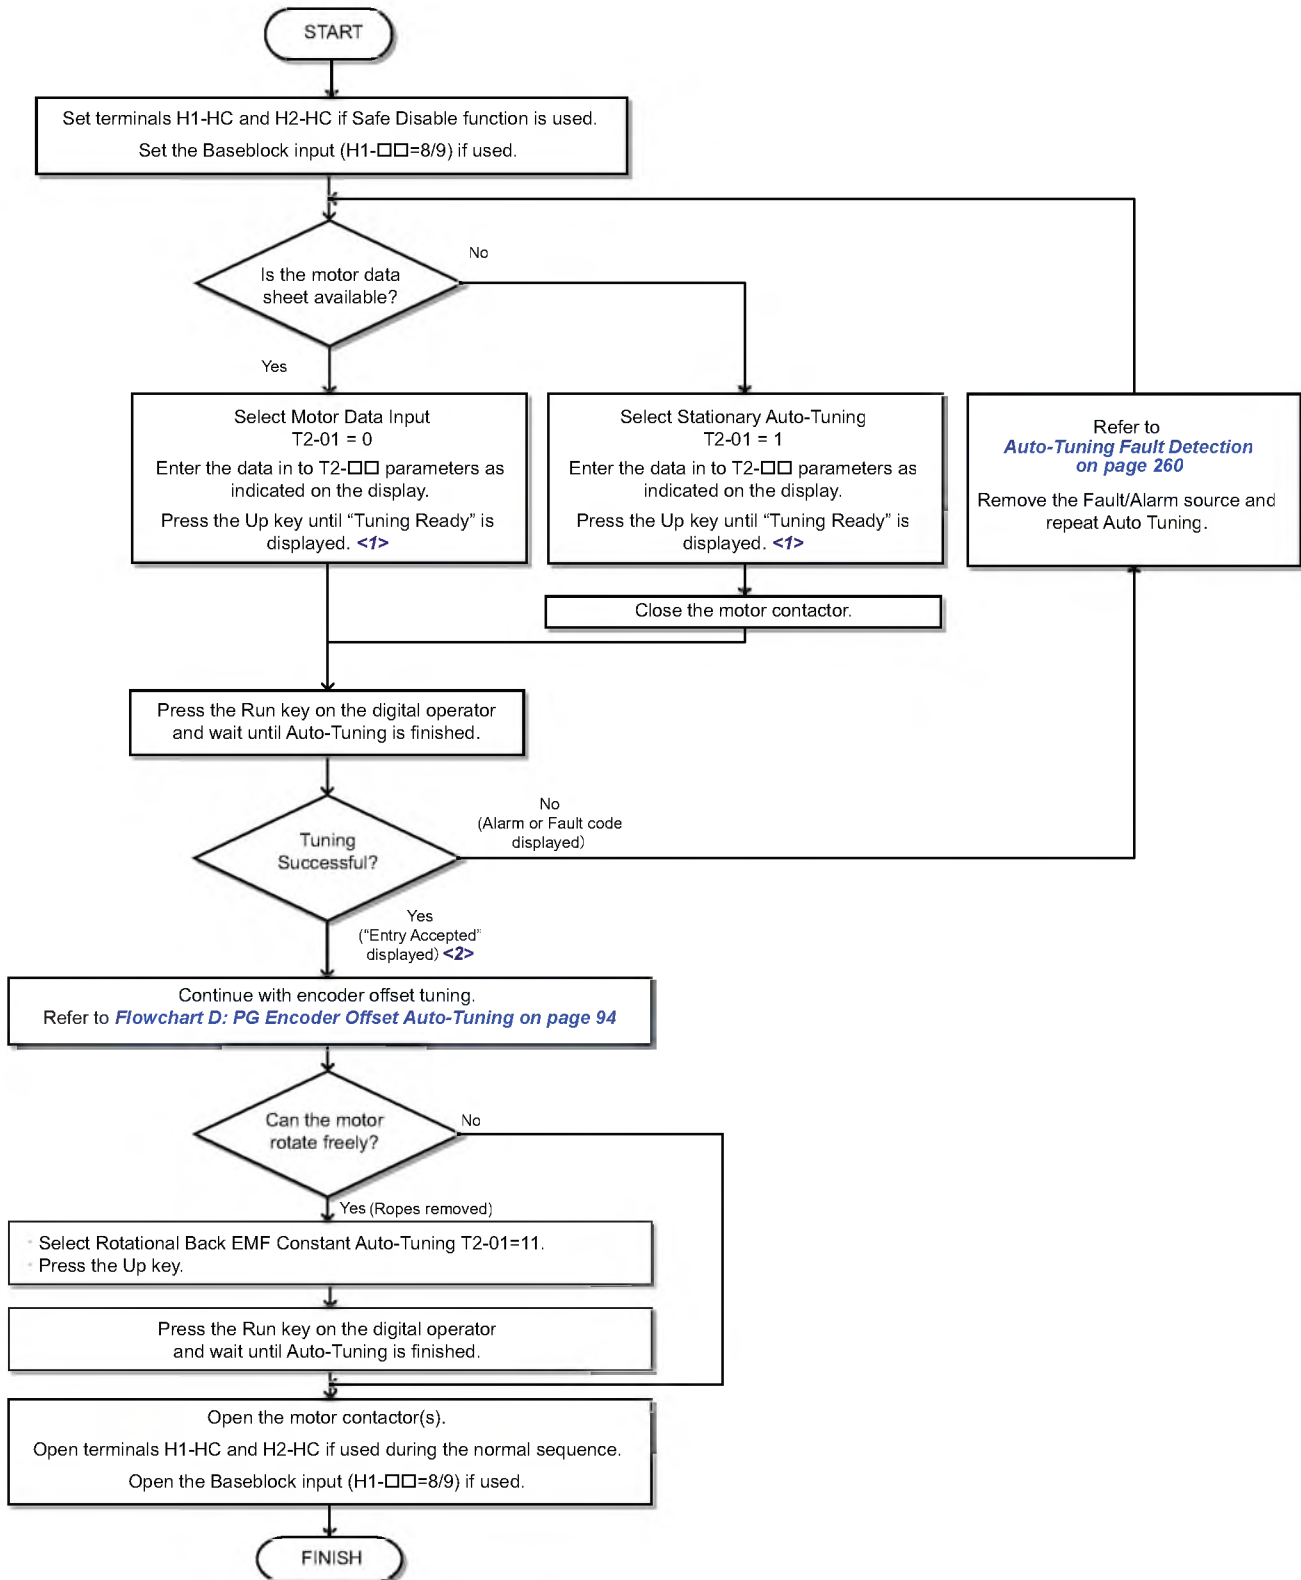 START
Set terminals H1-HC and H2-HC if Safe Disable function is used.
Set the Baseblock input (H1-□□=8/9) if used.
Is the motor data
sheet available?
No
Yes
Select Motor Data Input
T2-01 = 0
Enter the data in to T2-□□ parameters as
indicated on the display.
Press the Up key until “Tuning Ready” is
displayed. <1>
Select Stationary Auto-Tuning
T2-01 = 1
Enter the data in to T2-□□ parameters as
indicated on the display.
Press the Up key until “Tuning Ready” is
displayed. <1>
Refer to
Auto-Tuning Fault Detection
on page 260
Remove the Fault/Alarm source and
repeat Auto Tuning.
Close the motor contactor.
Press the Run key on the digital operator
and wait until Auto-Tuning is finished.
Tuning
Successful?
No
(Alarm or Fault code
displayed)
Yes
(“Entry Accepted”
displayed) <2>
Continue with encoder offset tuning.
Refer to Flowchart D: PG Encoder Offset Auto-Tuning on page 94
Can the motor
rotate freely?
No
Yes (Ropes removed)
· Select Rotational Back EMF Constant Auto-Tuning T2-01=11.
· Press the Up key.
Press the Run key on the digital operator
and wait until Auto-Tuning is finished.
Open the motor contactor(s).
Open terminals H1-HC and H2-HC if used during the normal sequence.
Open the Baseblock input (H1-□□=8/9) if used.
FINISH